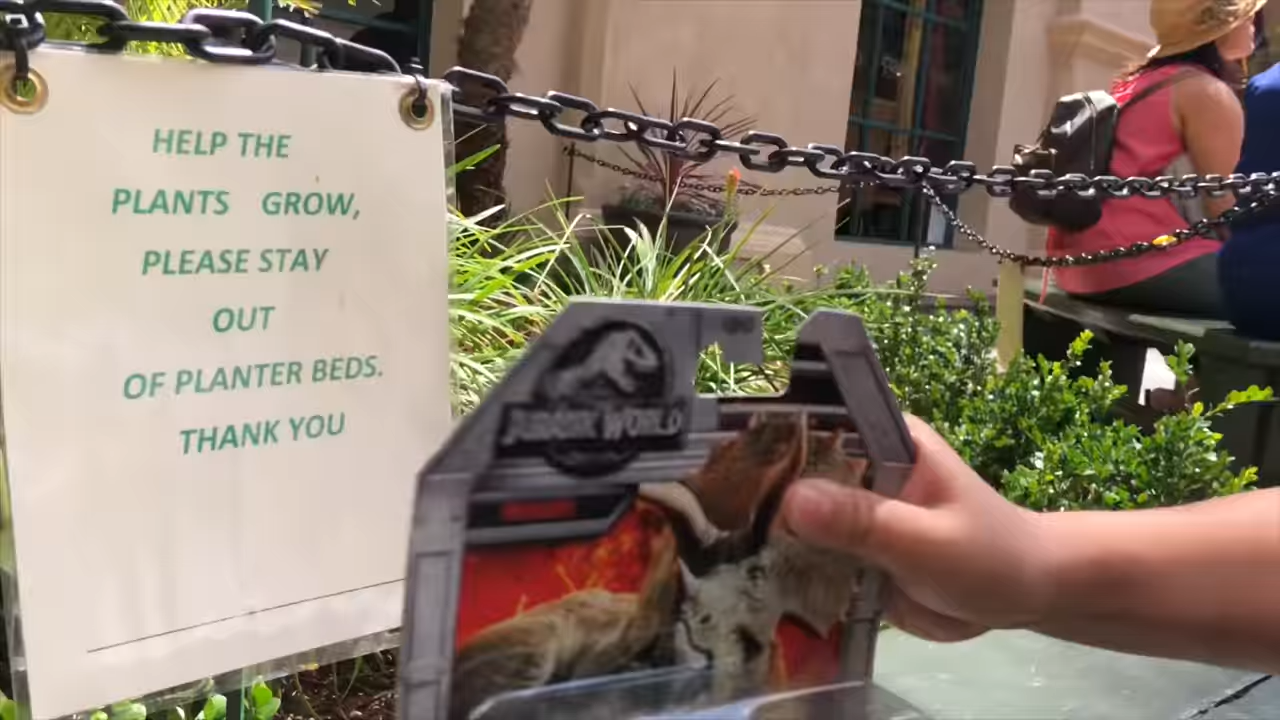 HELP THE
PLANTS GROW,
PLEASE STAY
OUT
OF PLANTER BEDS.
THANK YOU
JURASSIC WORLD